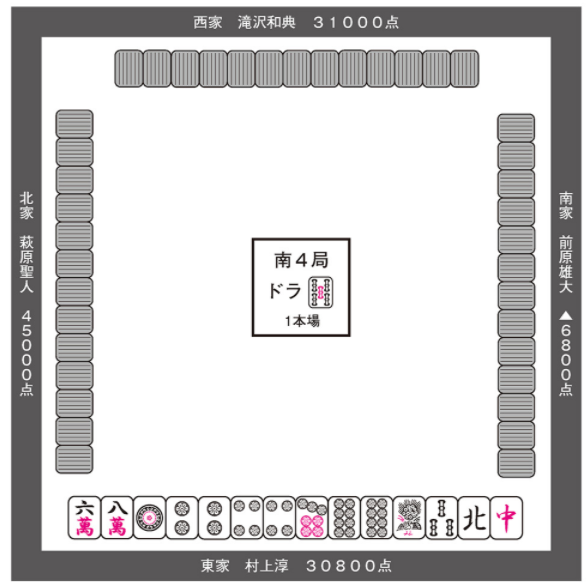 西家 滝沢和典 ３１０００点
北家 萩原聖人 ４５０００点
南４局
ドラ
1本場
南家 前原雄大 ▲６８００点
六萬 八萬 北 中
東家 村上淳 ３０８００点